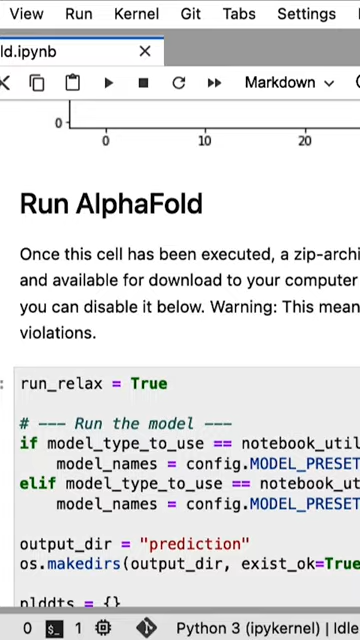 View Run Kernel Git Tabs Settings
ld.ipynb
Markdown
0
0 10 20
Run AlphaFold
Once this cell has been executed, a zip-archi
and available for download to your computer
you can disable it below. Warning: This mean
violations.
run_relax = True
# --- Run the model ---
if model_type_to_use == notebook_util
model_names = config.MODEL_PRESET
elif model_type_to_use == notebook_ut
model_names = config.MODEL_PRESET
output_dir = "prediction"
os.makedirs(output_dir, exist_ok=True
plddts = {}
0 1 Python 3 (ipykernel) | Idle